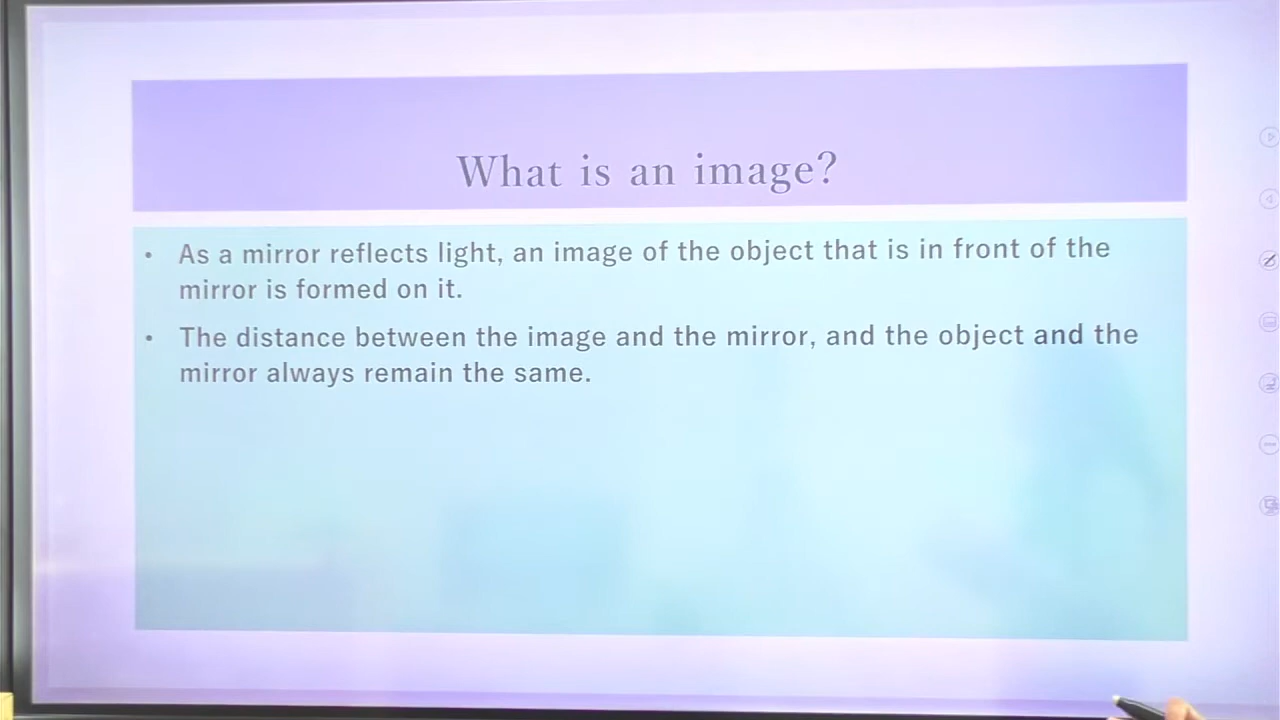 What is an image?
• As a mirror reflects light, an image of the object that is in front of the
mirror is formed on it.
• The distance between the image and the mirror, and the object and the
mirror always remain the same.